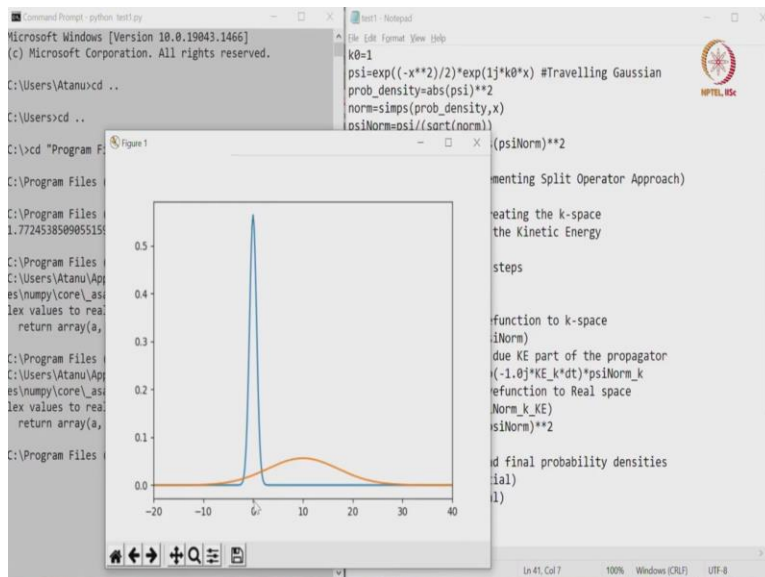 Command Prompt - python test1.py
Microsoft Windows [Version 10.0.19043.1466]
(c) Microsoft Corporation. All rights reserved.
C:\Users\Atanu>cd ..
C:\Users>cd ..
C:\>cd "Program F
C:\Program Files
C:\Program Files
1.772453850905515
C:\Program Files
C:\Users\Atanu\App
es\numpy\core\_asa
lex values to real
return array(a,
C:\Program Files
C:\Users\Atanu\App
es\numpy\core\_asa
lex values to real
return array(a,
C:\Program Files
test1 - Notepad
File Edit Format View Help
k0=1
psi=exp((-x**2)/2)*exp(1j*k0*x) #Travelling Gaussian
prob_density=abs(psi)**2
norm=simps(prob_density,x)
psiNorm=psi/(sqrt(norm))
(psiNorm)**2
menting Split Operator Approach)
eating the k-space
the Kinetic Energy
steps
function to k-space
iNorm)
due KE part of the propagator
(-1.0j*KE_k*dt)*psiNorm_k
efunction to Real space
Norm_k_KE)
siNorm)**2
d final probability densities
ial)
l)
Ln 41, Col 7
100%
Windows (CRLF)
UTF-8
NPTEL, IISc
Figure 1
0.5
0.4
0.3
0.2
0.1
0.0
−20 −10 0 10 20 30 40